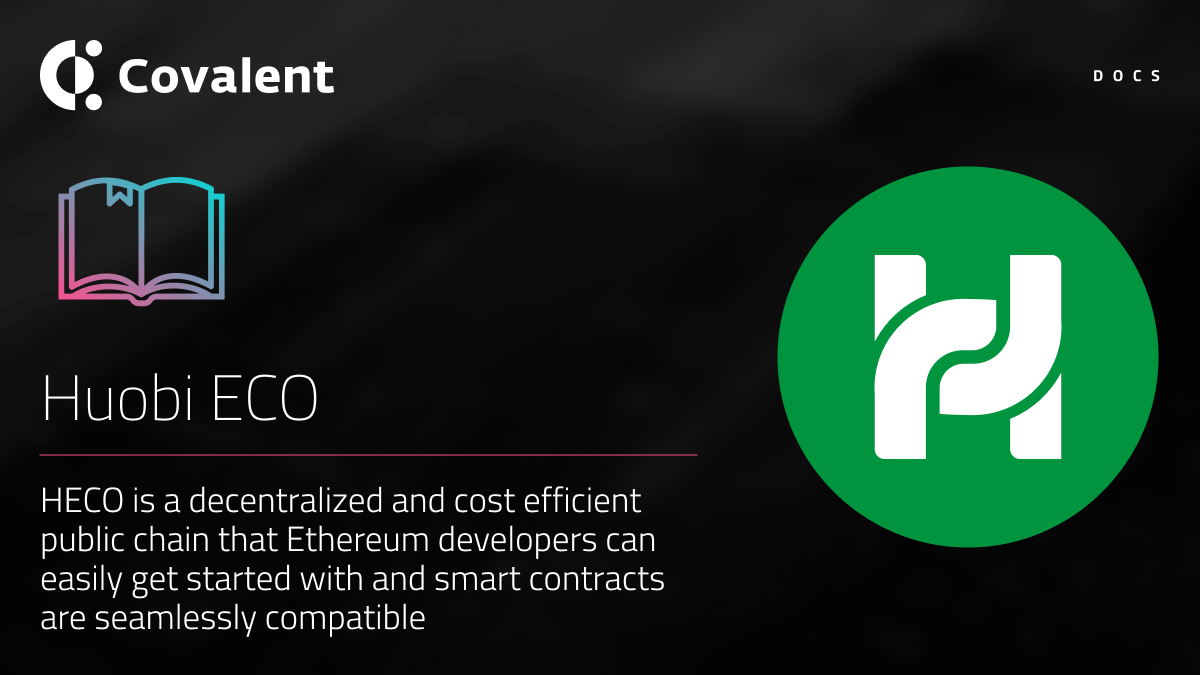 Covalent
DOCS
Huobi ECO
HECO is a decentralized and cost efficient
public chain that Ethereum developers can
easily get started with and smart contracts
are seamlessly compatible